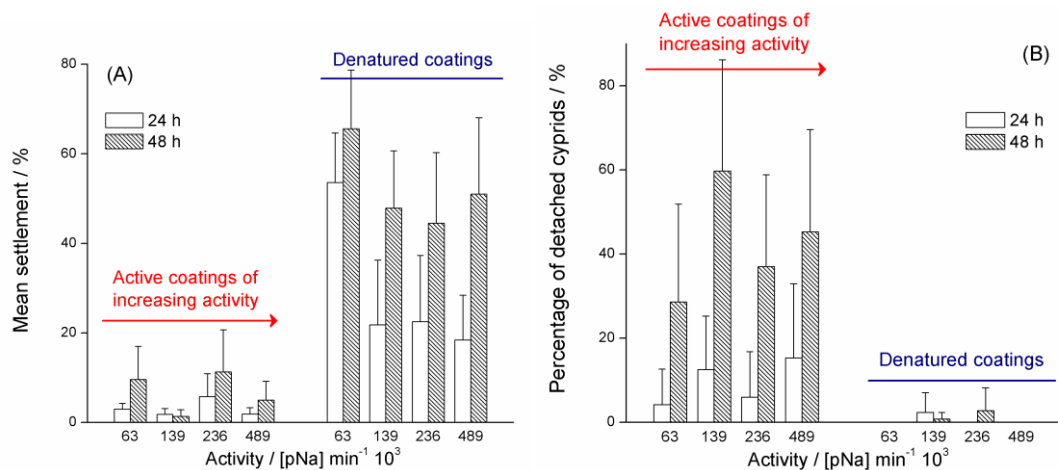 (A)
Mean settlement / %
80
60
40
20
0
24 h
48 h
Active coatings of
increasing activity
Denatured coatings
63 139 236 489 63 139 236 489
Activity / [pNa] min⁻¹ 10³
(B)
Percentage of detached cyprids / %
80
60
40
20
0
Active coatings of
increasing activity
24 h
48 h
Denatured coatings
63 139 236 489 63 139 236 489
Activity / [pNa] min⁻¹ 10³